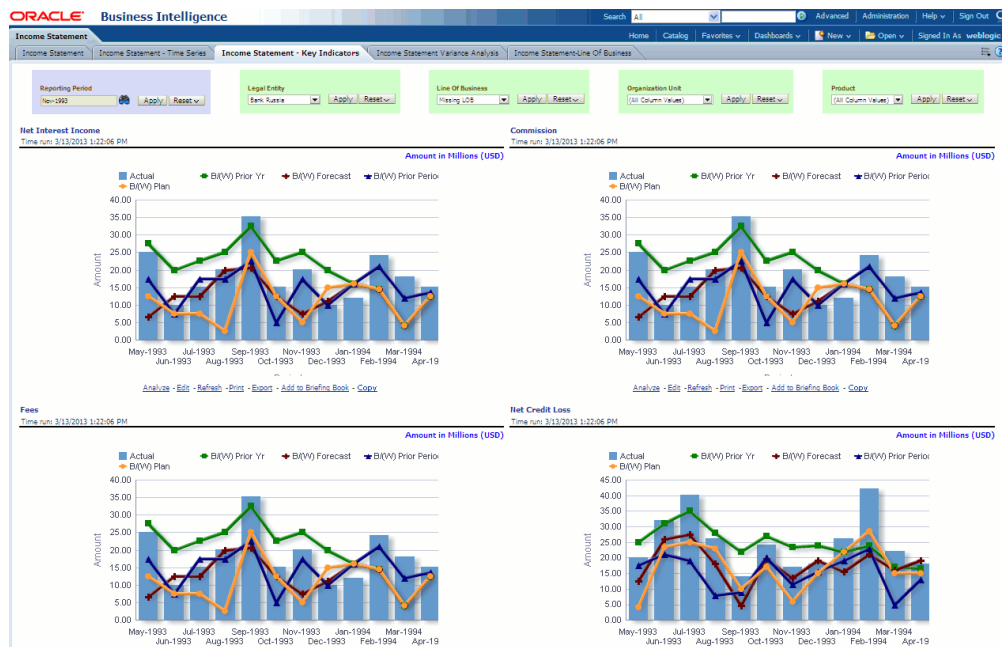 ORACLE Business Intelligence Search All Advanced Administration Help Sign Out
Income Statement Home Catalog Favorites Dashboards New Open Signed In As weblogic
Income Statement Income Statement - Time Series Income Statement - Key Indicators Income Statement Variance Analysis Income Statement-Line Of Business
Reporting Period Legal Entity Line Of Business Organization Unit Product
Nov-1993 Apply Reset Bank Russia Apply Reset Missing LOB Apply Reset (All Column Values) Apply Reset (All Column Values) Apply Reset
Net Interest Income
Time run: 3/13/2013 1:22:06 PM
Amount in Millions (USD)
Actual B/(W) Prior Yr B/(W) Forecast B/(W) Prior Perio
B/(W) Plan
40.00
35.00
30.00
25.00
20.00
15.00
10.00
5.00
0.00
Amount
May-1993 Jul-1993 Sep-1993 Nov-1993 Jan-1994 Mar-1994
Jun-1993 Aug-1993 Oct-1993 Dec-1993 Feb-1994 Apr-19
Analyze - Edit - Refresh - Print - Export - Add to Briefing Book - Copy
Commission
Time run: 3/13/2013 1:22:06 PM
Amount in Millions (USD)
Actual B/(W) Prior Yr B/(W) Forecast B/(W) Prior Perio
B/(W) Plan
40.00
35.00
30.00
25.00
20.00
15.00
10.00
5.00
0.00
Amount
May-1993 Jul-1993 Sep-1993 Nov-1993 Jan-1994 Mar-1994
Jun-1993 Aug-1993 Oct-1993 Dec-1993 Feb-1994 Apr-19
Analyze - Edit - Refresh - Print - Export - Add to Briefing Book - Copy
Fees
Time run: 3/13/2013 1:22:06 PM
Amount in Millions (USD)
Actual B/(W) Prior Yr B/(W) Forecast B/(W) Prior Perio
B/(W) Plan
40.00
35.00
30.00
25.00
20.00
15.00
10.00
5.00
0.00
Amount
May-1993 Jul-1993 Sep-1993 Nov-1993 Jan-1994 Mar-1994
Jun-1993 Aug-1993 Oct-1993 Dec-1993 Feb-1994 Apr-19
Net Credit Loss
Time run: 3/13/2013 1:22:06 PM
Amount in Millions (USD)
Actual B/(W) Prior Yr B/(W) Forecast B/(W) Prior Perio
B/(W) Plan
45.00
40.00
35.00
30.00
25.00
20.00
15.00
10.00
5.00
0.00
Amount
May-1993 Jul-1993 Sep-1993 Nov-1993 Jan-1994 Mar-1994
Jun-1993 Aug-1993 Oct-1993 Dec-1993 Feb-1994 Apr-19